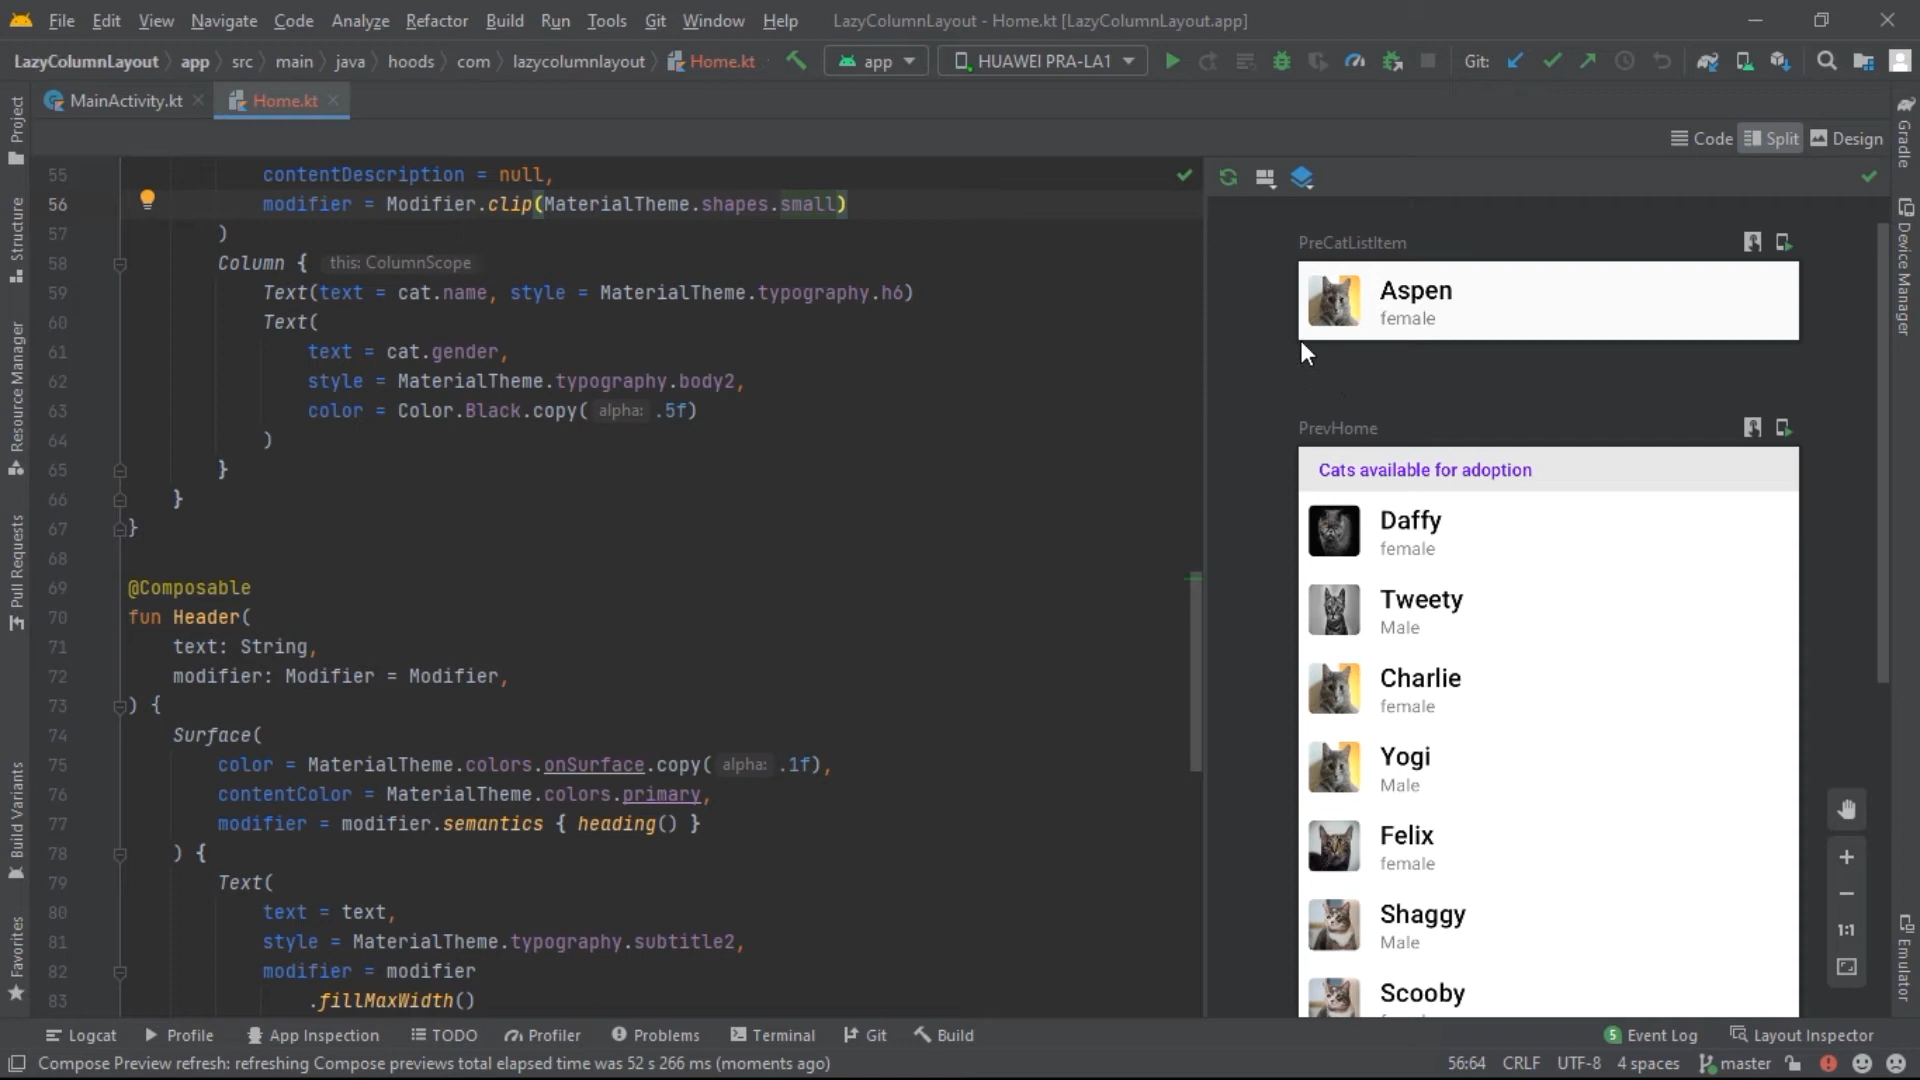 File Edit View Navigate Code Analyze Refactor Build Run Tools Git Window Help LazyColumnLayout - Home.kt [LazyColumnLayout.app]
LazyColumnLayout app src main java hoods com lazycolumnlayout Home.kt app HUAWEI PRA-LA1 Git:
MainActivity.kt Home.kt
Code Split Design
Project
Structure
Resource Manager
Pull Requests
Build Variants
Favorites
55 contentDescription = null,
56 modifier = Modifier.clip(MaterialTheme.shapes.small)
57 )
58 Column { this: ColumnScope
59 Text(text = cat.name, style = MaterialTheme.typography.h6)
60 Text(
61 text = cat.gender,
62 style = MaterialTheme.typography.body2,
63 color = Color.Black.copy( alpha: .5f)
64 )
65 }
66 }
67 }
68
69 @Composable
70 fun Header(
71 text: String,
72 modifier: Modifier = Modifier,
73 ) {
74 Surface(
75 color = MaterialTheme.colors.onSurface.copy( alpha: .1f),
76 contentColor = MaterialTheme.colors.primary,
77 modifier = modifier.semantics { heading() }
78 ) {
79 Text(
80 text = text,
81 style = MaterialTheme.typography.subtitle2,
82 modifier = modifier
83 .fillMaxWidth()
PreCatListItem
Aspen
female
PrevHome
Cats available for adoption
Daffy
female
Tweety
Male
Charlie
female
Yogi
Male
Felix
female
Shaggy
Male
Scooby
1:1
Gradle
Device Manager
Emulator
Logcat Profile App Inspection TODO Profiler Problems Terminal Git Build 5 Event Log Layout Inspector
Compose Preview refresh: refreshing Compose previews total elapsed time was 52 s 266 ms (moments ago) 56:64 CRLF UTF-8 4 spaces master